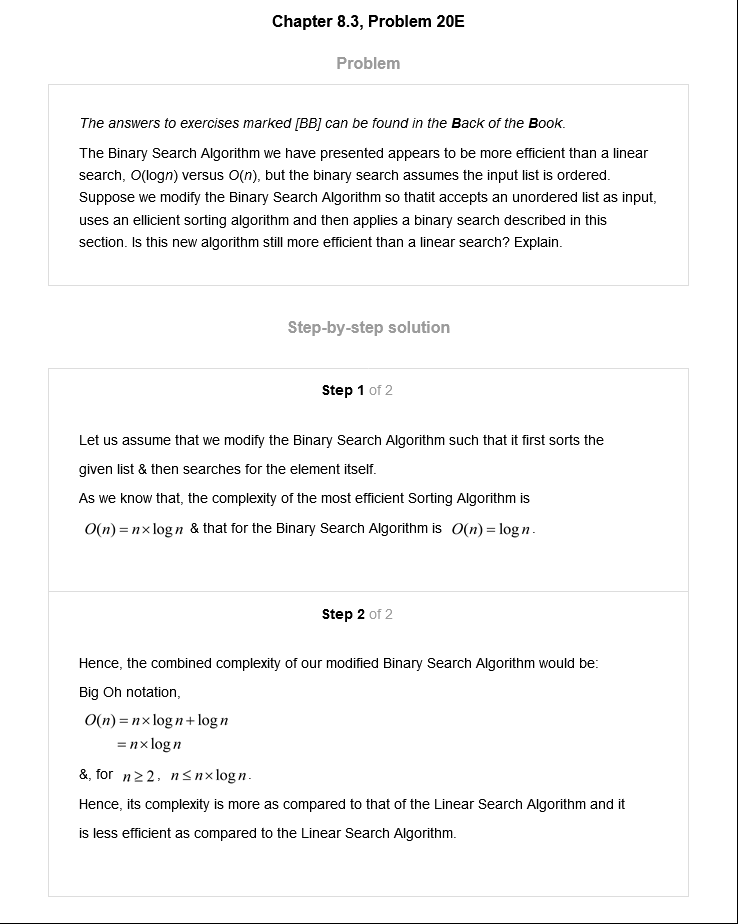 Chapter 8.3, Problem 20E
Problem
The answers to exercises marked [BB] can be found in the Back of the Book.
The Binary Search Algorithm we have presented appears to be more efficient than a linear
search, O(logn) versus O(n), but the binary search assumes the input list is ordered.
Suppose we modify the Binary Search Algorithm so thatit accepts an unordered list as input,
uses an ellicient sorting algorithm and then applies a binary search described in this
section. Is this new algorithm still more efficient than a linear search? Explain.
Step-by-step solution
Step 1 of 2
Let us assume that we modify the Binary Search Algorithm such that it first sorts the
given list & then searches for the element itself.
As we know that, the complexity of the most efficient Sorting Algorithm is
O(n) = n×log n & that for the Binary Search Algorithm is O(n) = log n.
Step 2 of 2
Hence, the combined complexity of our modified Binary Search Algorithm would be:
Big Oh notation,
O(n) = n×log n + log n
= n×log n
&, for n ≥ 2, n ≤ n×log n.
Hence, its complexity is more as compared to that of the Linear Search Algorithm and it
is less efficient as compared to the Linear Search Algorithm.